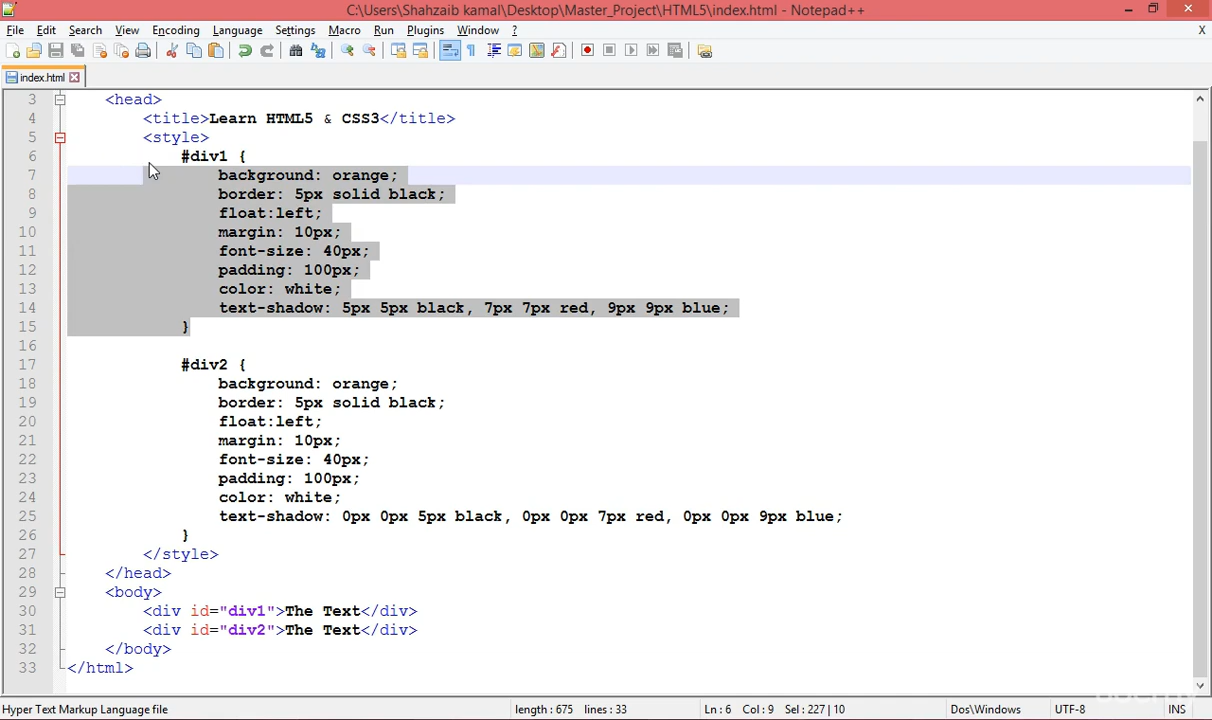 C:\Users\Shahzaib kamal\Desktop\Master_Project\HTML5\index.html - Notepad++
File Edit Search View Encoding Language Settings Macro Run Plugins Window ? X
index.html
3 <head>
4 <title>Learn HTML5 & CSS3</title>
5 <style>
6 #div1 {
7 background: orange;
8 border: 5px solid black;
9 float:left;
10 margin: 10px;
11 font-size: 40px;
12 padding: 100px;
13 color: white;
14 text-shadow: 5px 5px black, 7px 7px red, 9px 9px blue;
15 }
16
17 #div2 {
18 background: orange;
19 border: 5px solid black;
20 float:left;
21 margin: 10px;
22 font-size: 40px;
23 padding: 100px;
24 color: white;
25 text-shadow: 0px 0px 5px black, 0px 0px 7px red, 0px 0px 9px blue;
26 }
27 </style>
28 </head>
29 <body>
30 <div id="div1">The Text</div>
31 <div id="div2">The Text</div>
32 </body>
33 </html>
Hyper Text Markup Language file length : 675 lines : 33 Ln : 6 Col : 9 Sel : 227 | 10 Dos\Windows UTF-8 INS